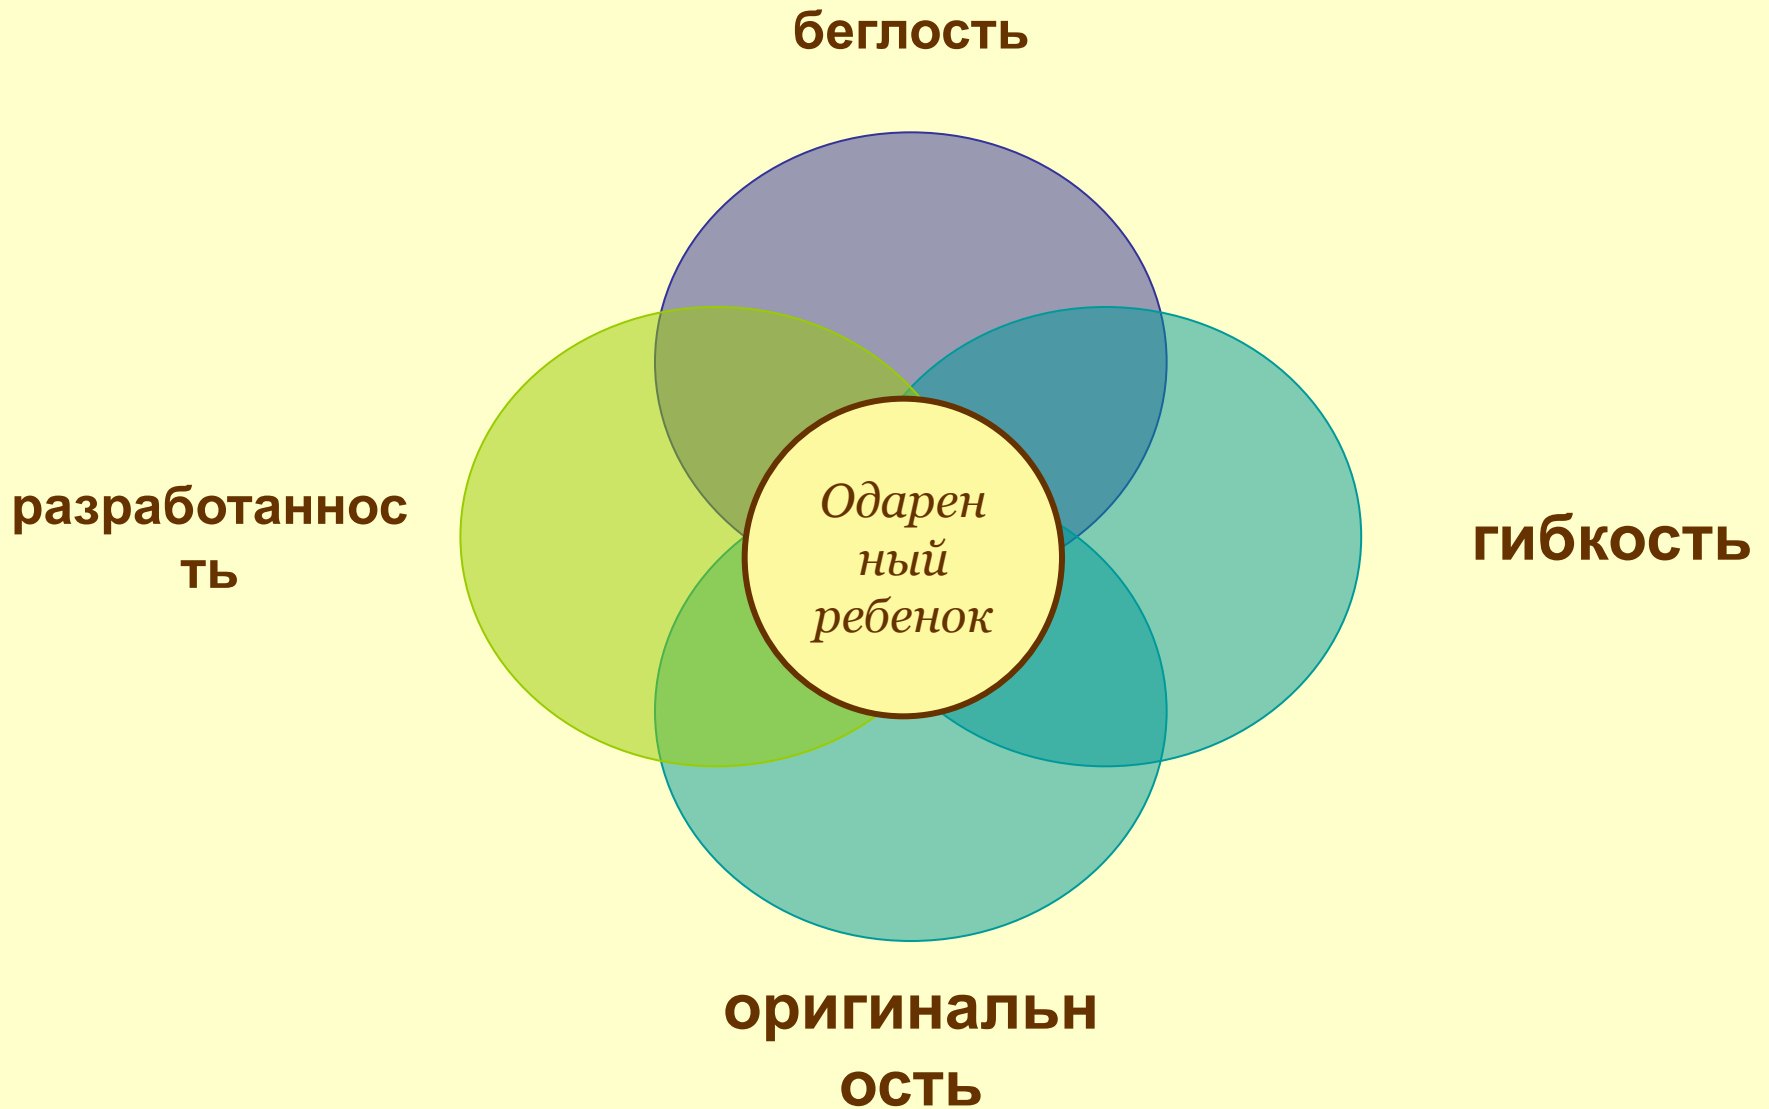 беглость
разработаннос
ть
Одарен
ный
ребенок
гибкость
оригинальн
ость